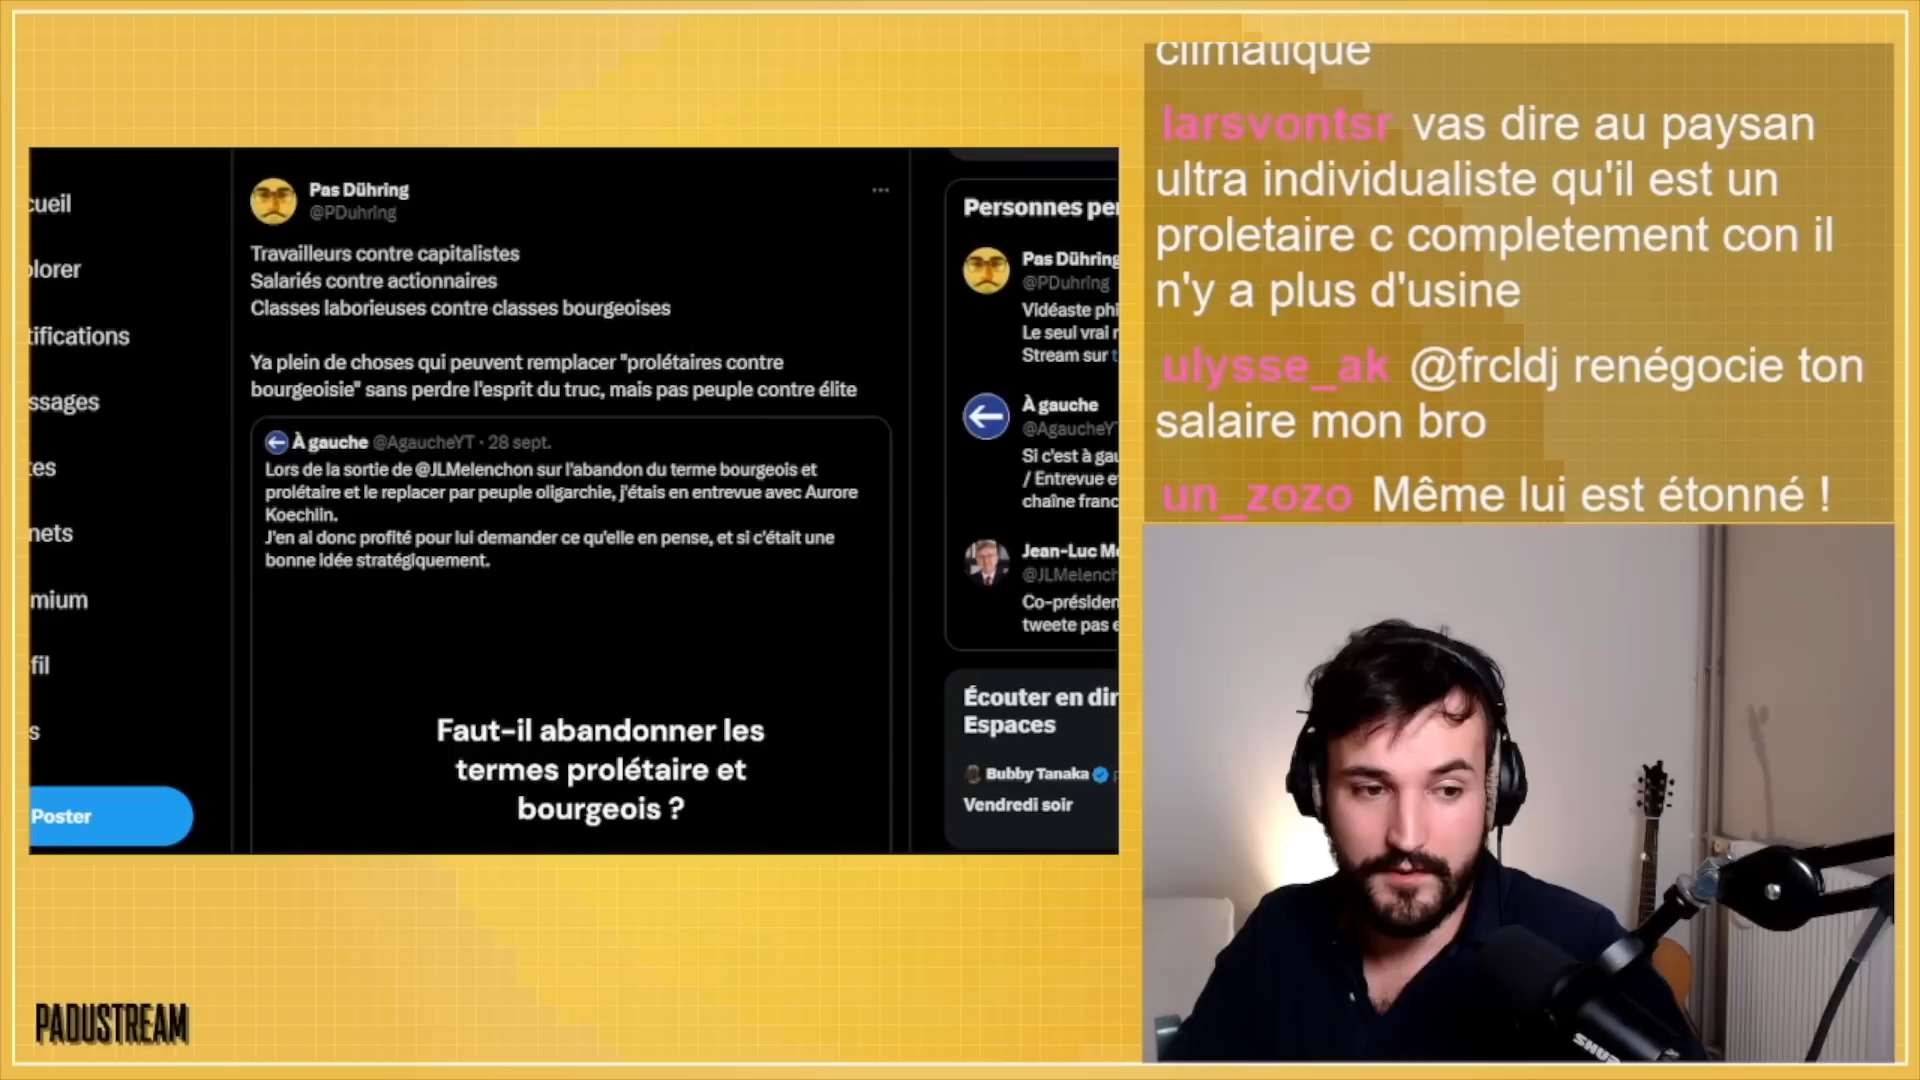 cueil
plorer
tifications
ssages
tes
nets
mium
fil
s
Poster
Pas Dühring
@PDuhring
Travailleurs contre capitalistes
Salariés contre actionnaires
Classes laborieuses contre classes bourgeoises
Ya plein de choses qui peuvent remplacer "prolétaires contre
bourgeoisie" sans perdre l'esprit du truc, mais pas peuple contre élite
À gauche @AgaucheYT · 28 sept.
Lors de la sortie de @JLMelenchon sur l'abandon du terme bourgeois et
prolétaire et le replacer par peuple oligarchie, j'étais en entrevue avec Aurore
Koechlin.
J'en ai donc profité pour lui demander ce qu'elle en pense, et si c'était une
bonne idée stratégiquement.
Faut-il abandonner les
termes prolétaire et
bourgeois ?
Personnes per
Pas Dühring
@PDuhring
Vidéaste phi
Le seul vrai r
Stream sur t
À gauche
@AgaucheY
Si c'est à gau
/ Entrevue e
chaîne franc
Jean-Luc Me
@JLMelench
Co-présiden
tweete pas e
Écouter en dir
Espaces
Bubby Tanaka
Vendredi soir
climatique
larsvontsr vas dire au paysan
ultra individualiste qu'il est un
proletaire c completement con il
n'y a plus d'usine
ulysse_ak @frcldj renégocie ton
salaire mon bro
un_zozo Même lui est étonné !
SHURE
PADUSTREAM